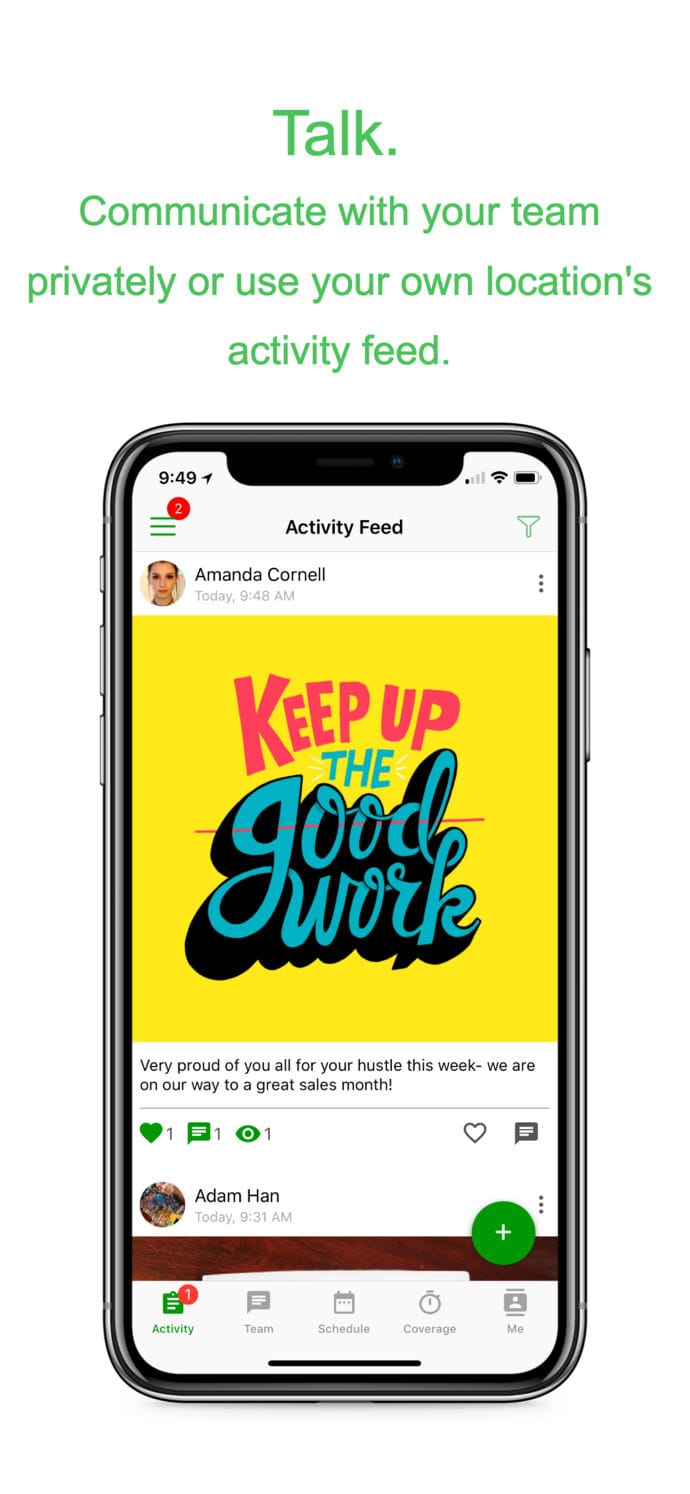 Talk.
Communicate with your team
privately or use your own location's
activity feed.
9:49
2
Activity Feed
Amanda Cornell
Today, 9:48 AM
KEEP UP
THE
good
work
Very proud of you all for your hustle this week- we are
on our way to a great sales month!
1 1 1
Adam Han
Today, 9:31 AM
+
1
Activity Team Schedule Coverage Me